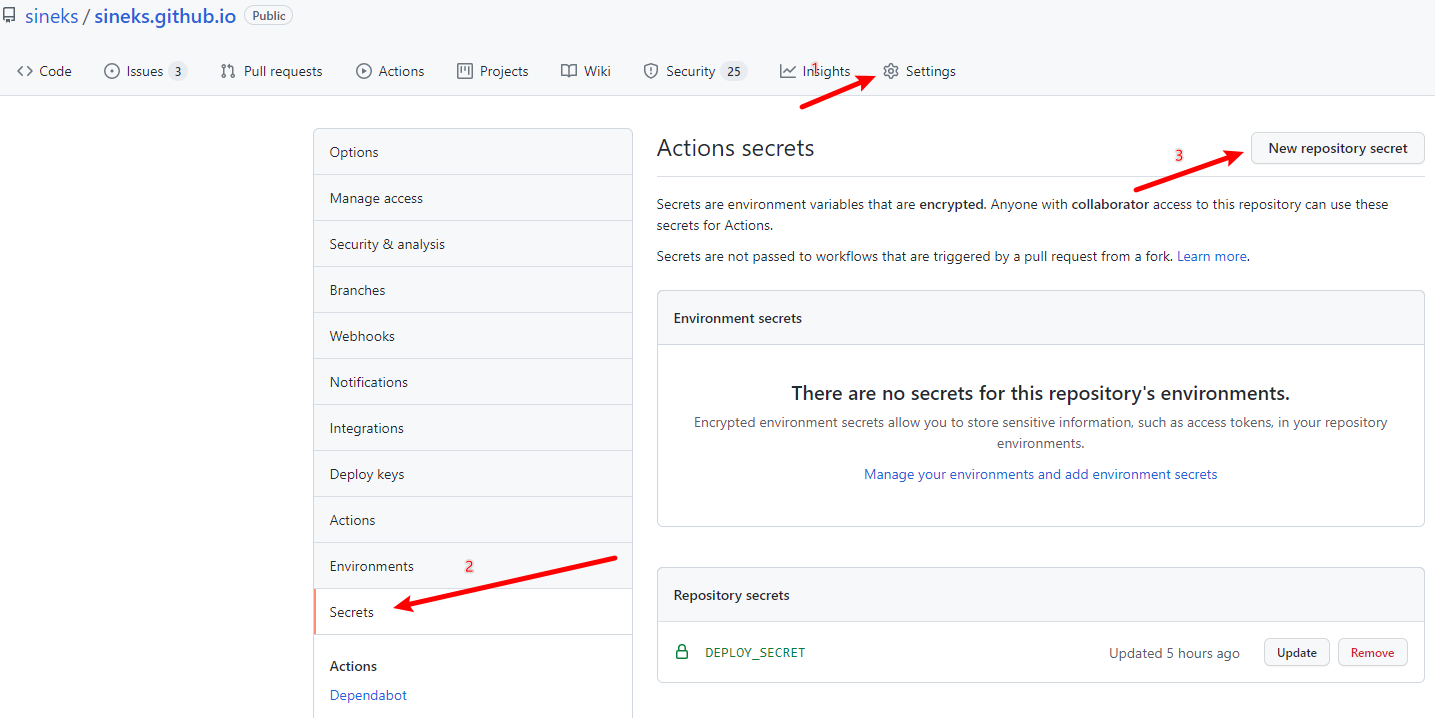 sineks / sineks.github.io Public
Code Issues 3 Pull requests Actions Projects Wiki Security 25 Insights Settings
1
Options
Manage access
Security & analysis
Branches
Webhooks
Notifications
Integrations
Deploy keys
Actions
Environments
2
Secrets
Actions
Dependabot
Actions secrets
3
New repository secret
Secrets are environment variables that are encrypted. Anyone with collaborator access to this repository can use these
secrets for Actions.
Secrets are not passed to workflows that are triggered by a pull request from a fork. Learn more.
Environment secrets
There are no secrets for this repository's environments.
Encrypted environment secrets allow you to store sensitive information, such as access tokens, in your repository
environments.
Manage your environments and add environment secrets
Repository secrets
DEPLOY_SECRET Updated 5 hours ago Update Remove